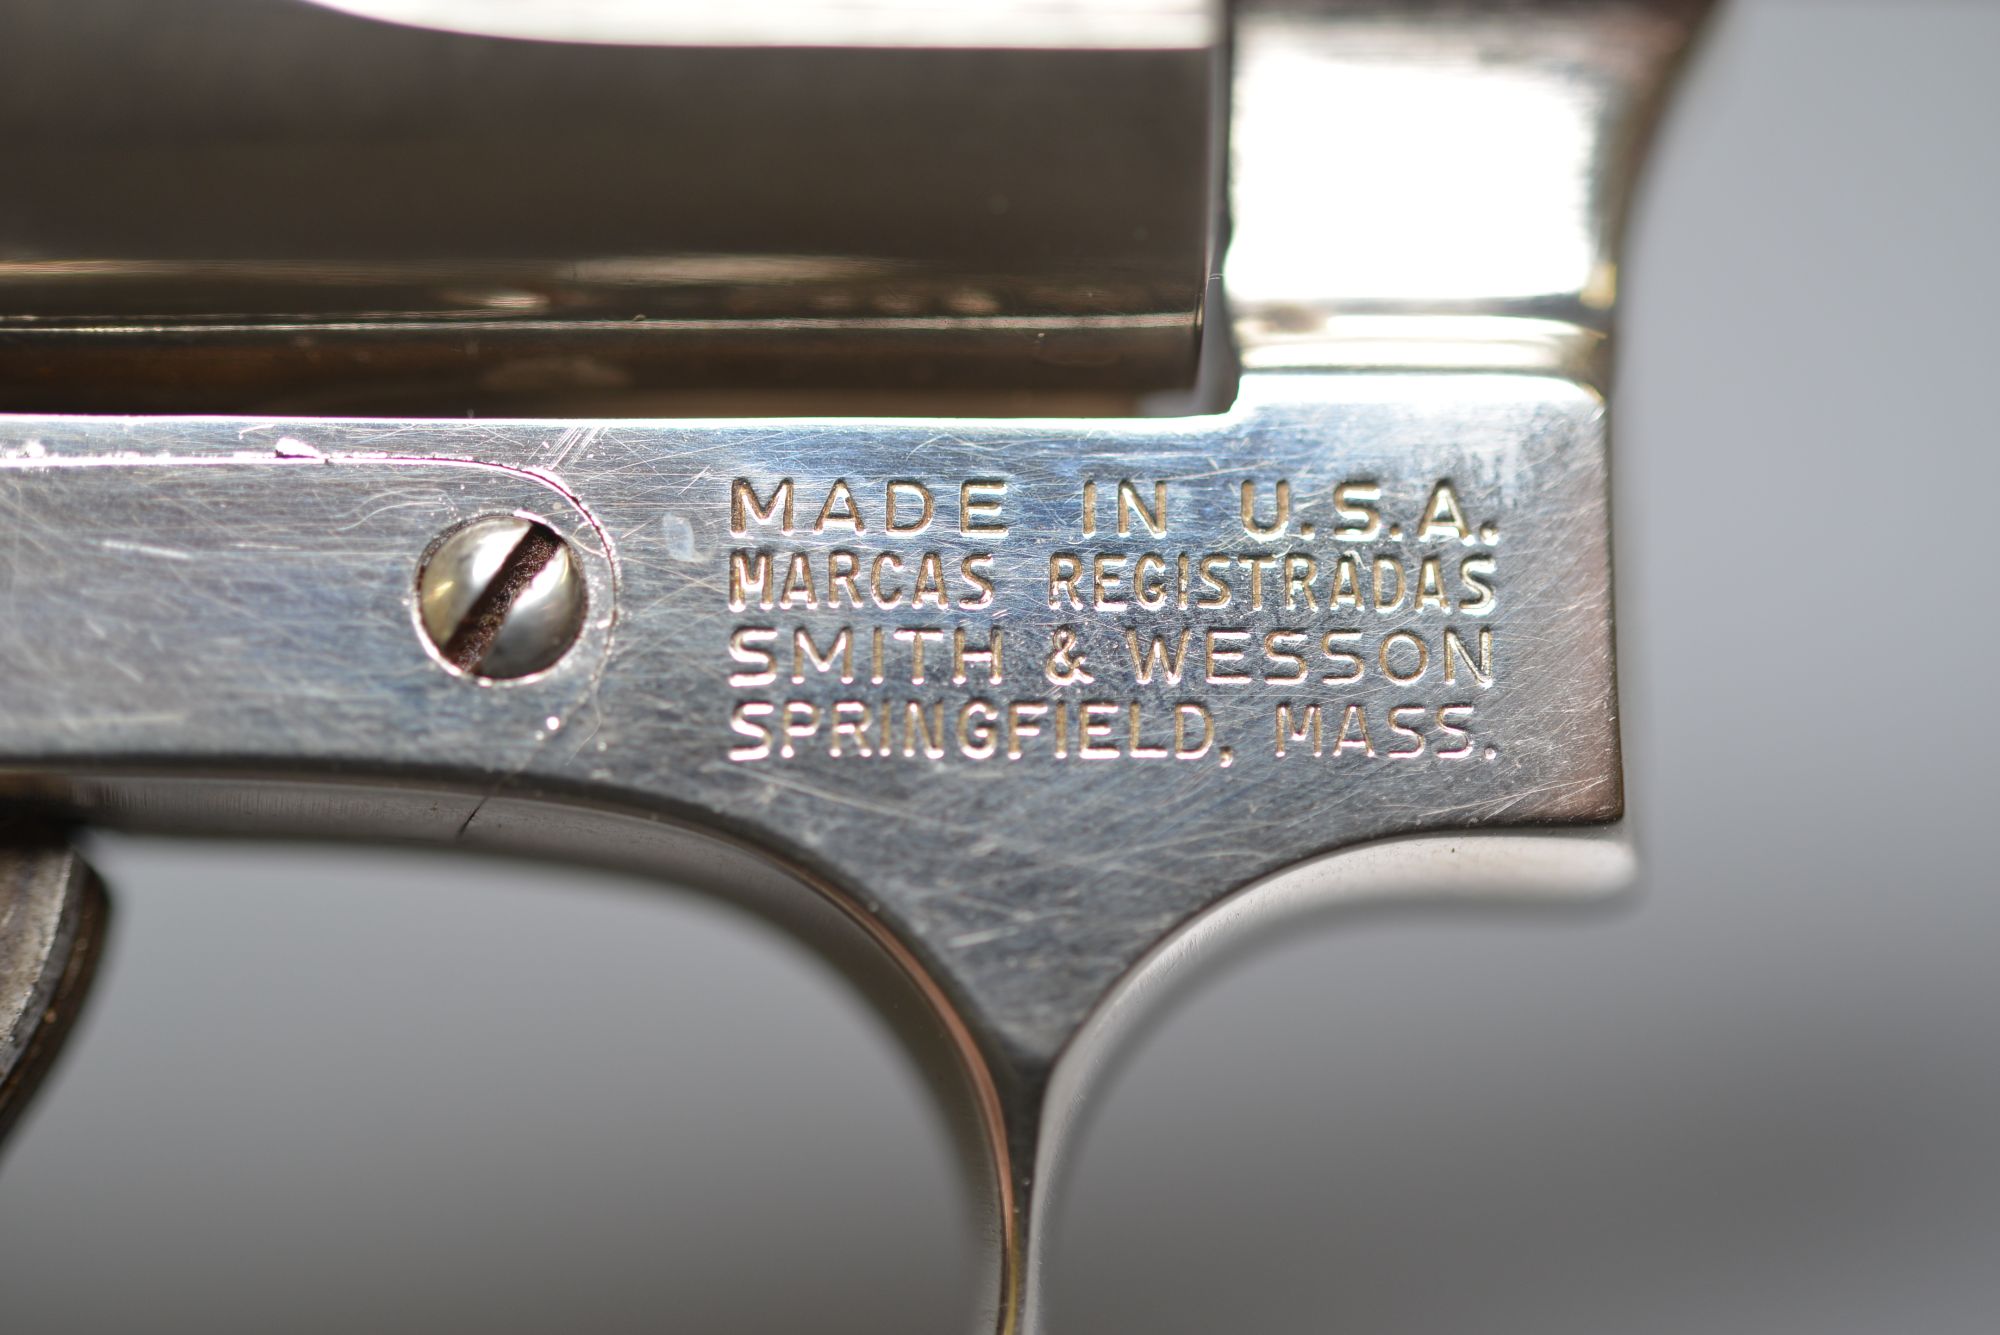 MADE IN U.S.A.
MARCAS REGISTRADAS
SMITH & WESSON
SPRINGFIELD, MASS.